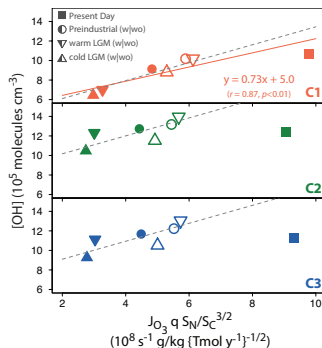 Present Day
Preindustrial (w|wo)
warm LGM (w|wo)
cold LGM (w|wo)
14
12
10
8
6
y = 0.73x + 5.0
(r = 0.87, p<0.01)
C1
14
12
10
8
6
C2
14
12
10
8
6
C3
[OH] (10⁵ molecules cm⁻³)
2 4 6 8 10
J_O₃ q S_N/S_C^3/2
(10⁸ s⁻¹ g/kg {Tmol y⁻¹}⁻¹/²)